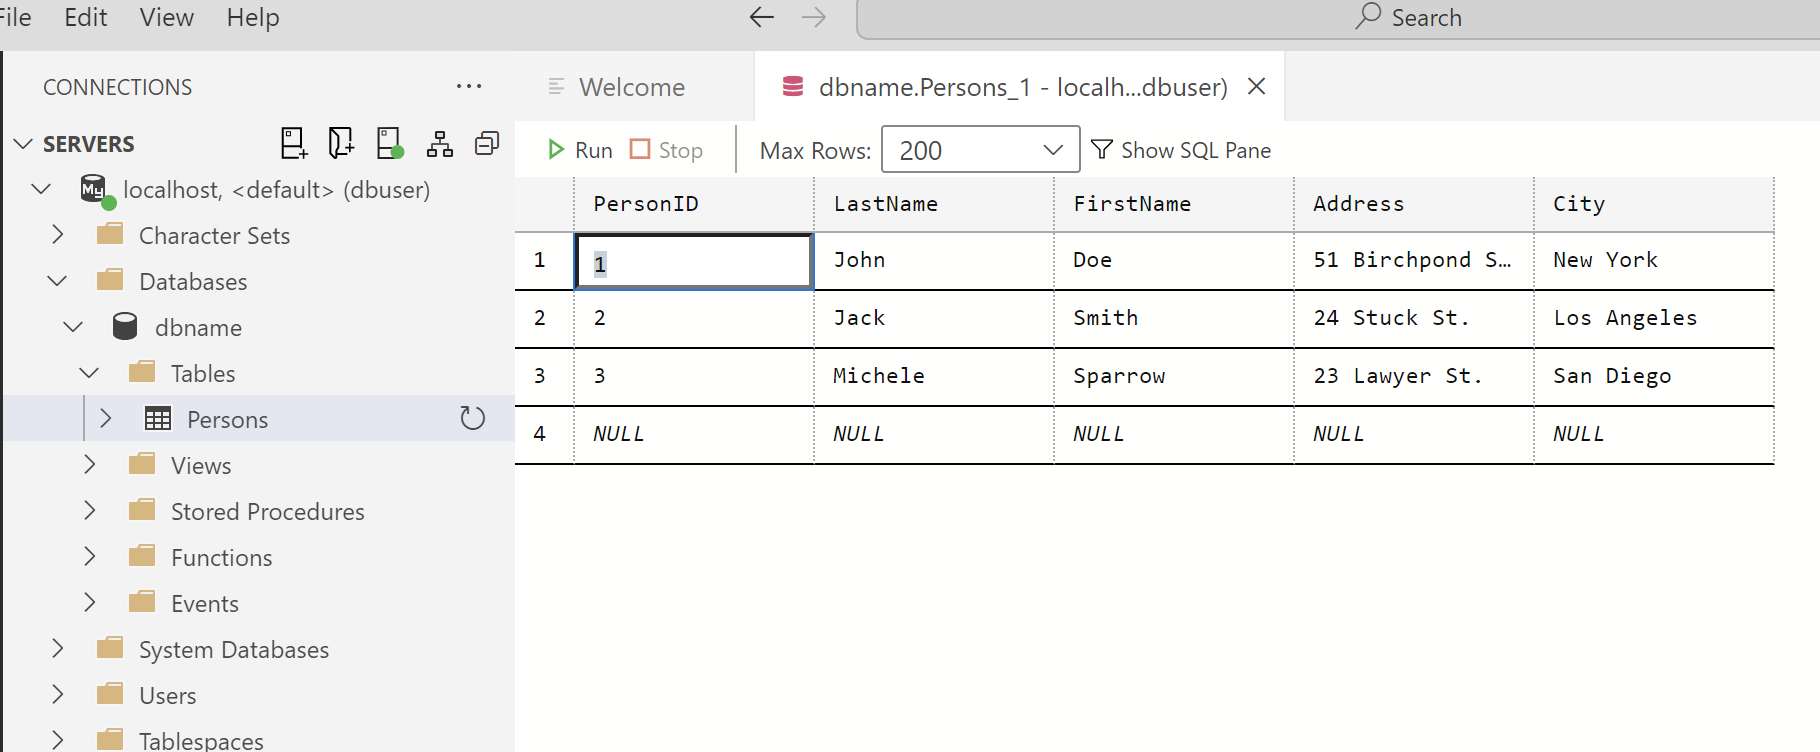 File Edit View Help
Search
CONNECTIONS ...
Welcome
dbname.Persons_1 - localh...dbuser)
SERVERS
Run Stop Max Rows: 200 Show SQL Pane
My localhost, <default> (dbuser)
Character Sets
Databases
dbname
Tables
Persons
Views
Stored Procedures
Functions
Events
System Databases
Users
Tablespaces
PersonID LastName FirstName Address City
1 1 John Doe 51 Birchpond S… New York
2 2 Jack Smith 24 Stuck St. Los Angeles
3 3 Michele Sparrow 23 Lawyer St. San Diego
4 NULL NULL NULL NULL NULL